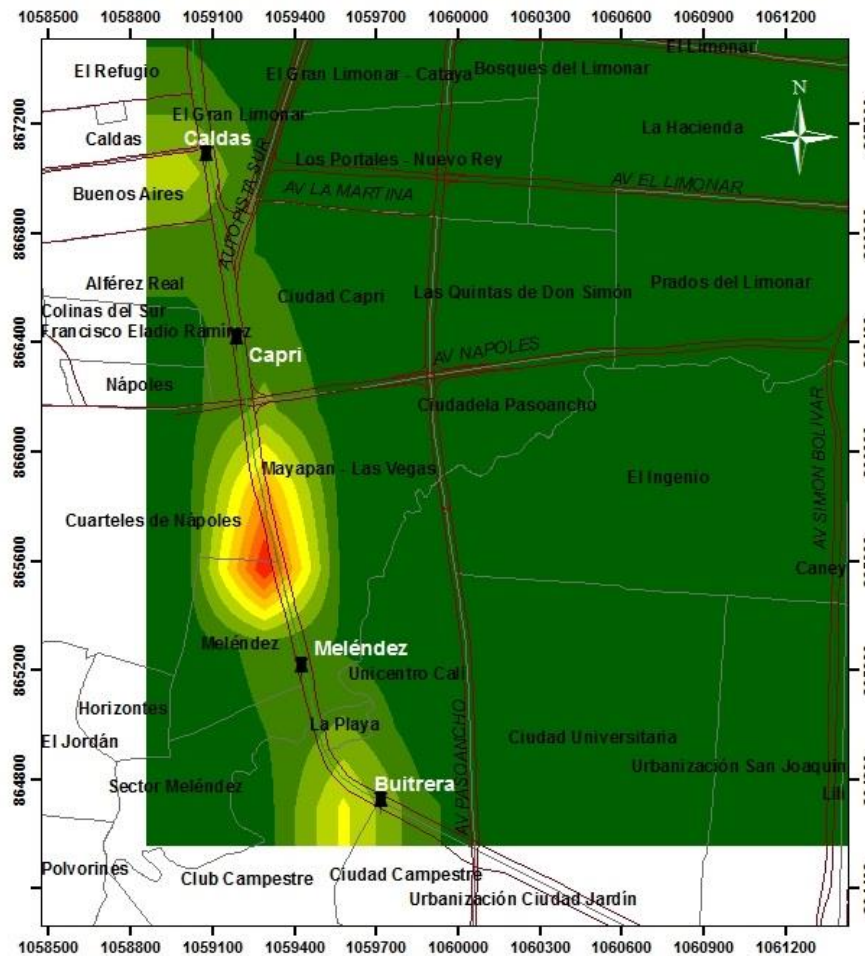 1058500 1058800 1059100 1059400 1059700 1060000 1060300 1060600 1060900 1061200
El Limonar
El Refugio
El Gran Limonar - Cataya
Bosques del Limonar
N
867200
El Gran Limonar
La Hacienda
Caldas
Caldas
Los Portales - Nuevo Rey
AV EL LIMONAR
Buenos Aires
AV LA MARTINA
AUTOPISTA SUR
866800
Alférez Real
Ciudad Capri
Las Quintas de Don Simón
Prados del Limonar
Colinas del Sur
Francisco Eladio Ramírez
866400
Capri
AV NAPOLES
Nápoles
Ciudadela Pasoancho
AV SIMON BOLIVAR
866000
Mayapan - Las Vegas
El Ingenio
Cuarteles de Nápoles
865600
Caney
Meléndez
Meléndez
865200
Unicentro Cali
Horizontes
La Playa
El Jordán
Ciudad Universitaria
AV PASOANCHO
864800
Sector Meléndez
Buitrera
Urbanización San Joaquin
Lili
Polvorines
Club Campestre
Ciudad Campestre
Urbanización Ciudad Jardín
1058500 1058800 1059100 1059400 1059700 1060000 1060300 1060600 1060900 1061200